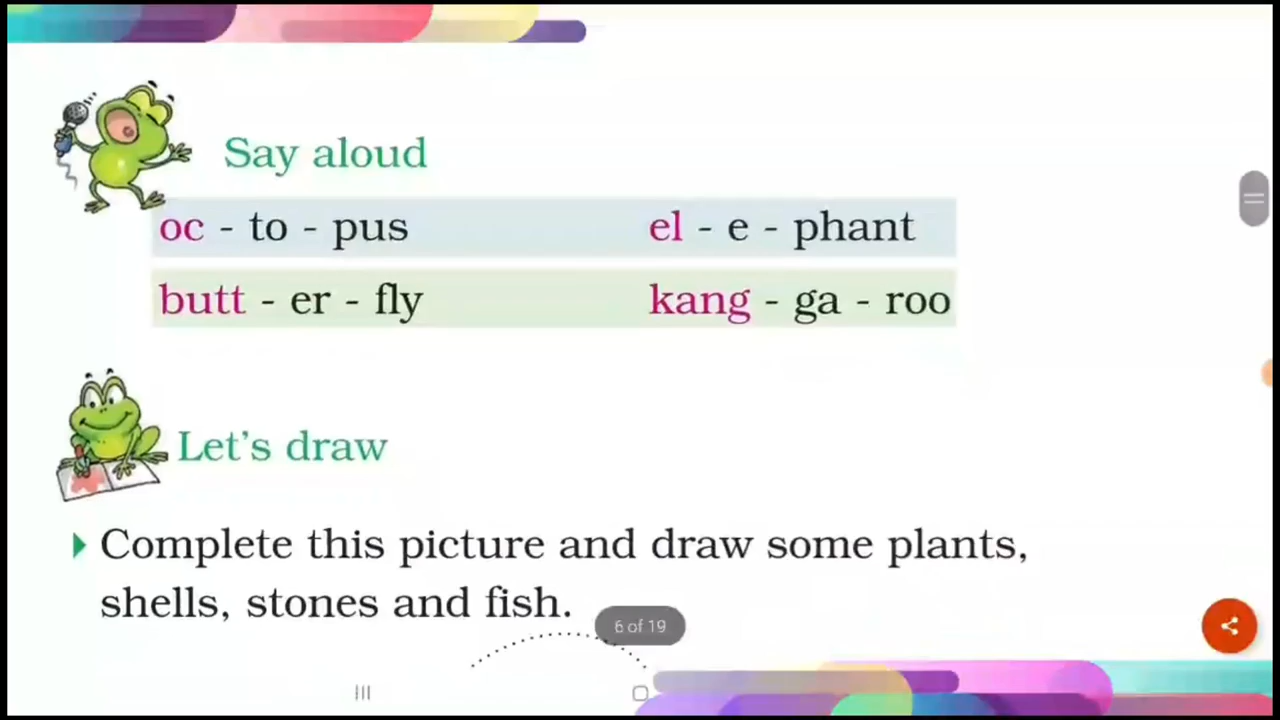 Say aloud
oc - to - pus el - e - phant
butt - er - fly kang - ga - roo
Let's draw
Complete this picture and draw some plants,
shells, stones and fish.
6 of 19